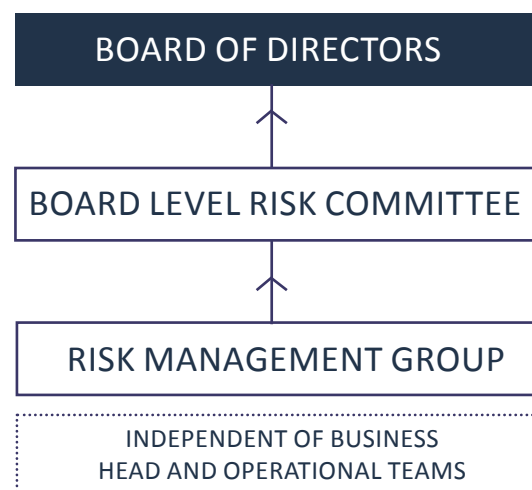 BOARD OF DIRECTORS
BOARD LEVEL RISK COMMITTEE
RISK MANAGEMENT GROUP
INDEPENDENT OF BUSINESS
HEAD AND OPERATIONAL TEAMS